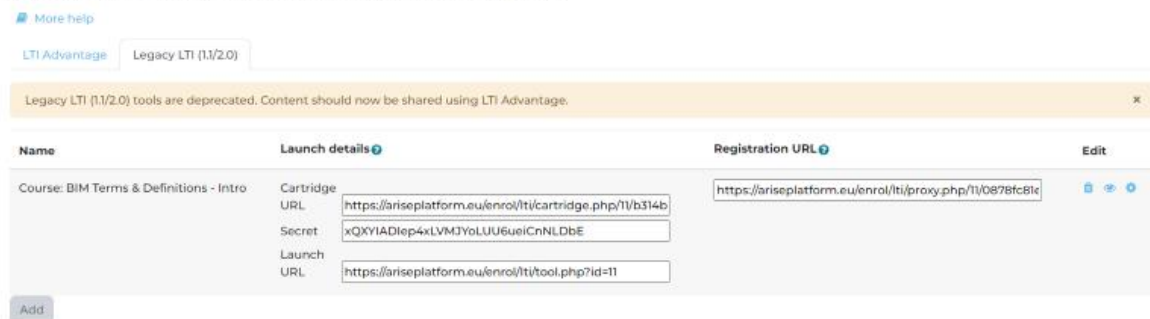 More help
LTI Advantage Legacy LTI (1.1/2.0)
Legacy LTI (1.1/2.0) tools are deprecated. Content should now be shared using LTI Advantage. ×
Name Launch details Registration URL Edit
Course: BIM Terms & Definitions - Intro Cartridge https://ariseplatform.eu/enrol/lti/proxy.php/11/0878fc81e
URL https://ariseplatform.eu/enrol/lti/cartridge.php/11/b314b
Secret xQXYIADIep4xLVMJYoLUU6ueiCnNLDbE
Launch
URL https://ariseplatform.eu/enrol/lti/tool.php?id=11
Add